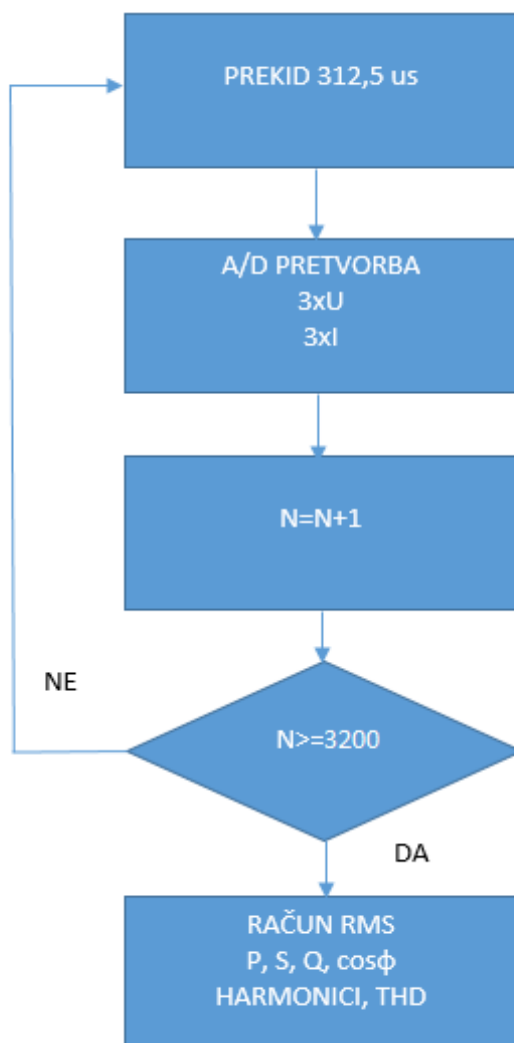 PREKID 312,5 us
A/D PRETVORBA
3xU
3xI
N=N+1
NE
N>=3200
DA
RAČUN RMS
P, S, Q, cosϕ
HARMONICI, THD